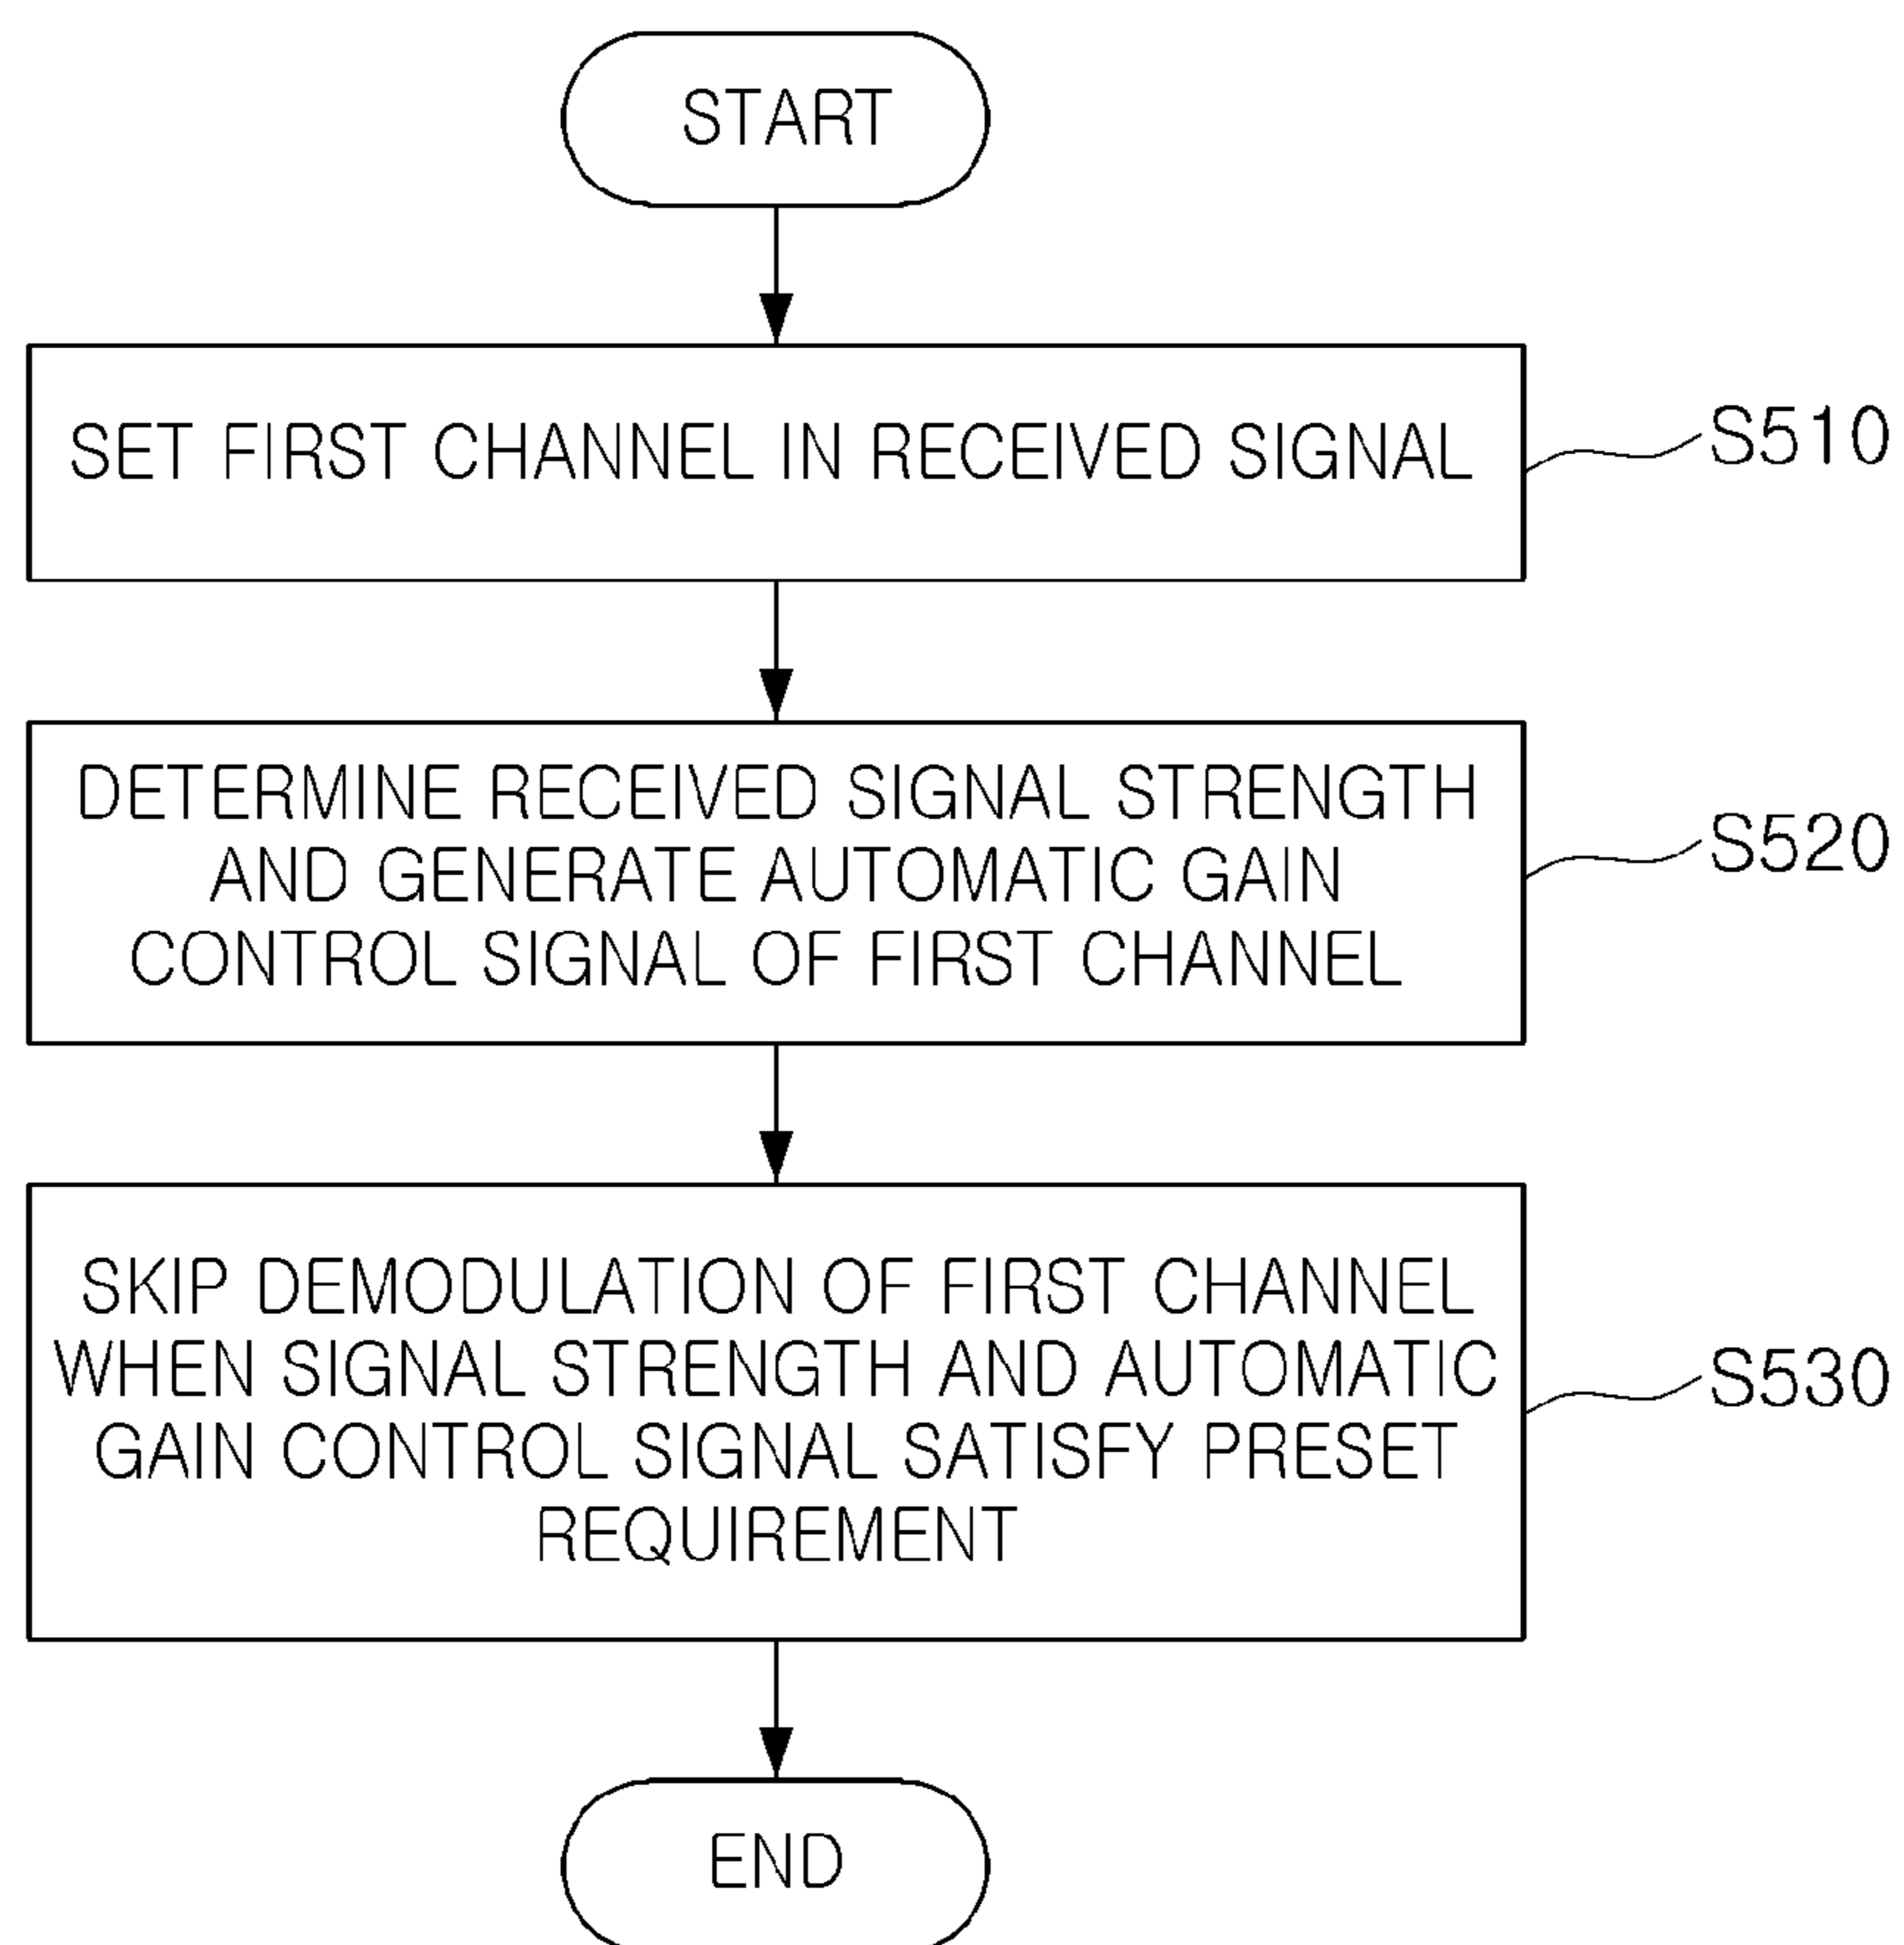 START
SET FIRST CHANNEL IN RECEIVED SIGNAL
S510
DETERMINE RECEIVED SIGNAL STRENGTH
AND GENERATE AUTOMATIC GAIN
CONTROL SIGNAL OF FIRST CHANNEL
S520
SKIP DEMODULATION OF FIRST CHANNEL
WHEN SIGNAL STRENGTH AND AUTOMATIC
GAIN CONTROL SIGNAL SATISFY PRESET
REQUIREMENT
S530
END